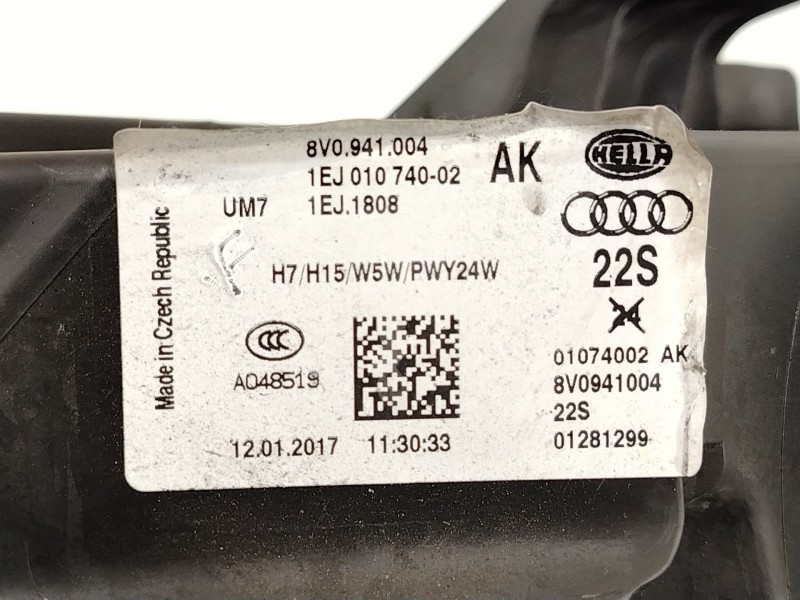 8V0.941.004
AK
HELLA
1EJ 010 740-02
UM7 1EJ.1808
H7/H15/W5W/PWY24W
22S
24
Made in Czech Republic
CCC
A048519
01074002 AK
8V0941004
22S
01281299
12.01.2017 11:30:33